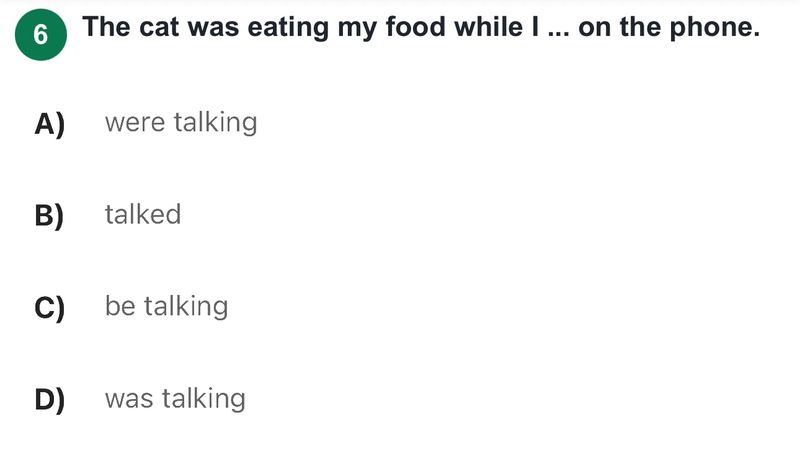 6 The cat was eating my food while I ... on the phone.
A) were talking
B) talked
C) be talking
D) was talking